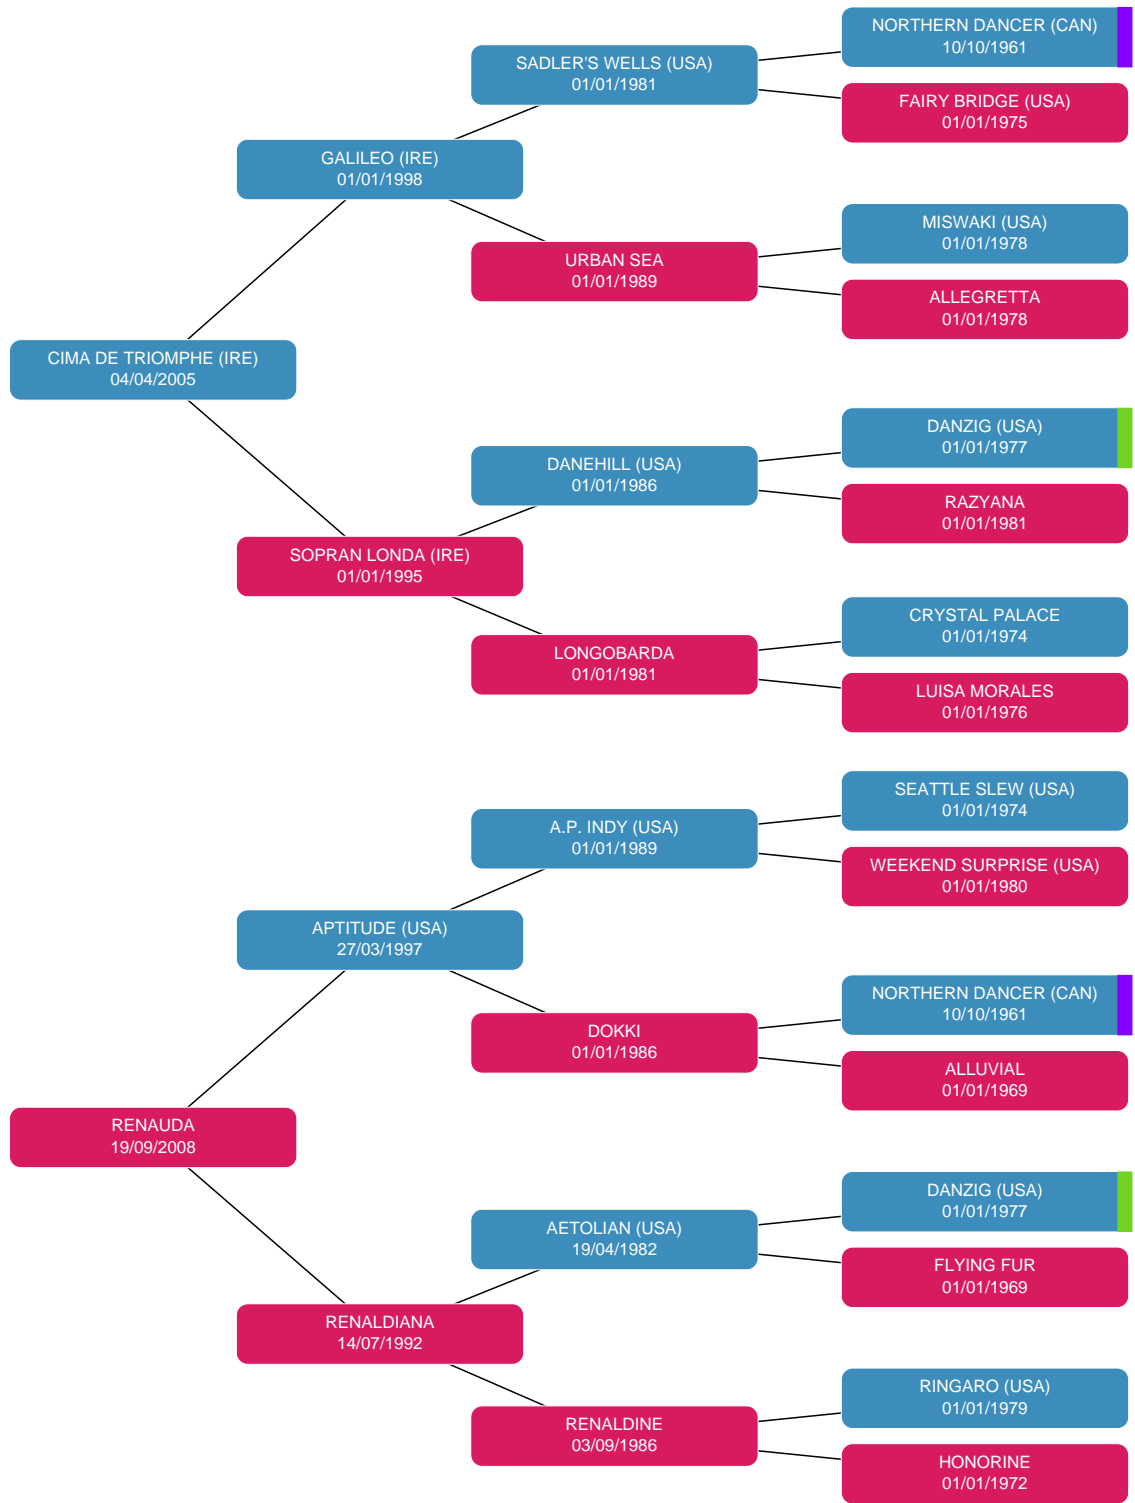 NORTHERN DANCER (CAN)
10/10/1961
SADLER'S WELLS (USA)
01/01/1981
FAIRY BRIDGE (USA)
01/01/1975
GALILEO (IRE)
01/01/1998
MISWAKI (USA)
01/01/1978
URBAN SEA
01/01/1989
ALLEGRETTA
01/01/1978
CIMA DE TRIOMPHE (IRE)
04/04/2005
DANZIG (USA)
01/01/1977
DANEHILL (USA)
01/01/1986
RAZYANA
01/01/1981
SOPRAN LONDA (IRE)
01/01/1995
CRYSTAL PALACE
01/01/1974
LONGOBARDA
01/01/1981
LUISA MORALES
01/01/1976
SEATTLE SLEW (USA)
01/01/1974
A.P. INDY (USA)
01/01/1989
WEEKEND SURPRISE (USA)
01/01/1980
APTITUDE (USA)
27/03/1997
NORTHERN DANCER (CAN)
10/10/1961
DOKKI
01/01/1986
ALLUVIAL
01/01/1969
RENAUDA
19/09/2008
DANZIG (USA)
01/01/1977
AETOLIAN (USA)
19/04/1982
FLYING FUR
01/01/1969
RENALDIANA
14/07/1992
RINGARO (USA)
01/01/1979
RENALDINE
03/09/1986
HONORINE
01/01/1972